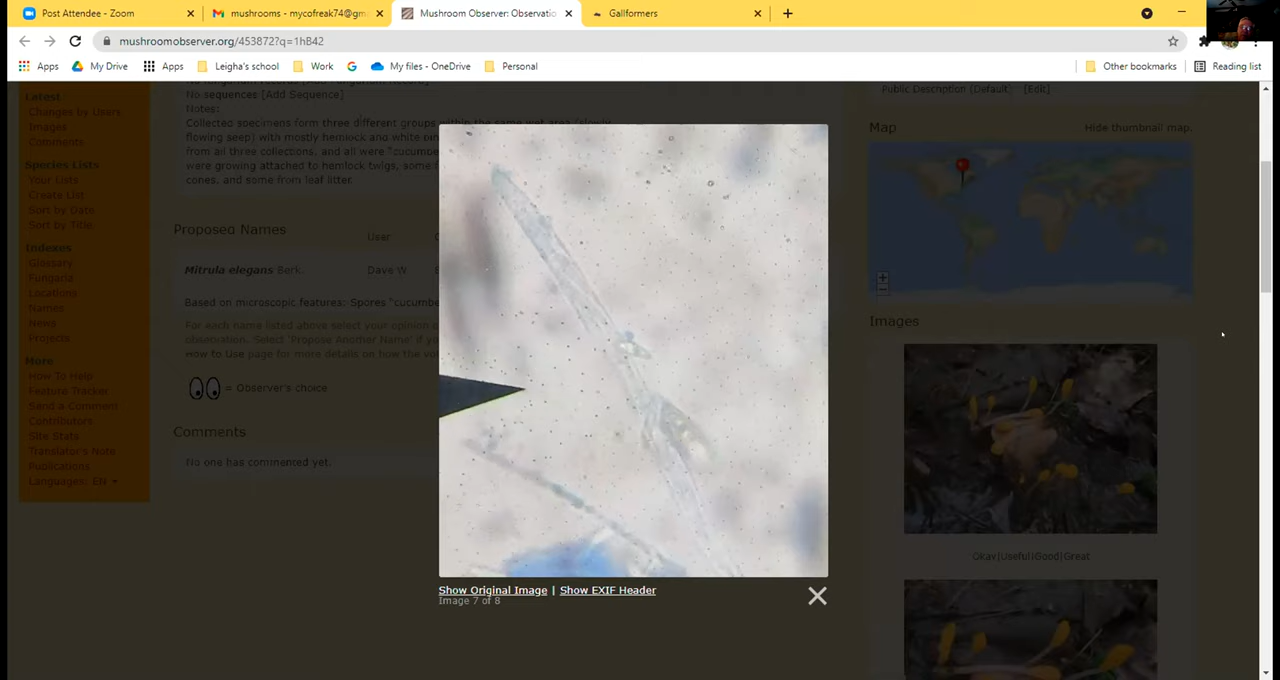 Post Attendee - Zoom
mushrooms - mycofreak74@gm
Mushroom Observer: Observatio
Gallformers
mushroomobserver.org/453872?q=1hB42
Apps
My Drive
Apps
Leigha's school
Work
My files - OneDrive
Personal
Other bookmarks
Reading list
Latest
Changes by Users
Images
Comments
Species Lists
Your Lists
Create List
Sort by Date
Sort by Title
Indexes
Glossary
Fungaria
Locations
Names
News
Projects
More
How To Help
Feature Tracker
Send a Comment
Contributors
Site Stats
Translator's Note
Publications
Languages: EN
No sequences [Add Sequence]
Notes:
Collected specimens form three different groups within the same wet area (slowly
flowing seep) with mostly hemlock and white pin
from all three collections, and all were "cucumbe
were growing attached to hemlock twigs, some
cones, and some from leaf litter.
Proposed Names
User
Mitrula elegans Berk.
Dave W
Based on microscopic features: Spores "cucumbe
For each name listed above select your opinion
observation. Select 'Propose Another Name' if y
How to Use page for more details on how the vo
= Observer's choice
Comments
No one has commented yet.
Show Original Image | Show EXIF Header
Image 7 of 8
Public Description (Default) [Edit]
Map
Hide thumbnail map.
Images
Okay|Useful|Good|Great